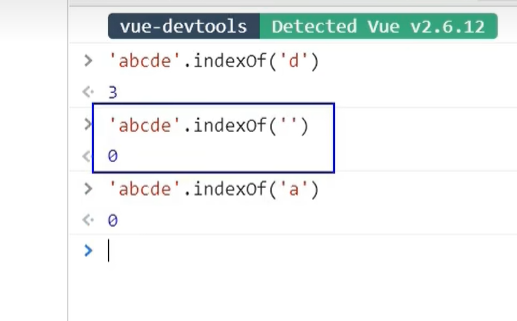 vue-devtools Detected Vue v2.6.12
> 'abcde'.indexOf('d')
<· 3
> 'abcde'.indexOf('')
<· 0
> 'abcde'.indexOf('a')
<· 0
>